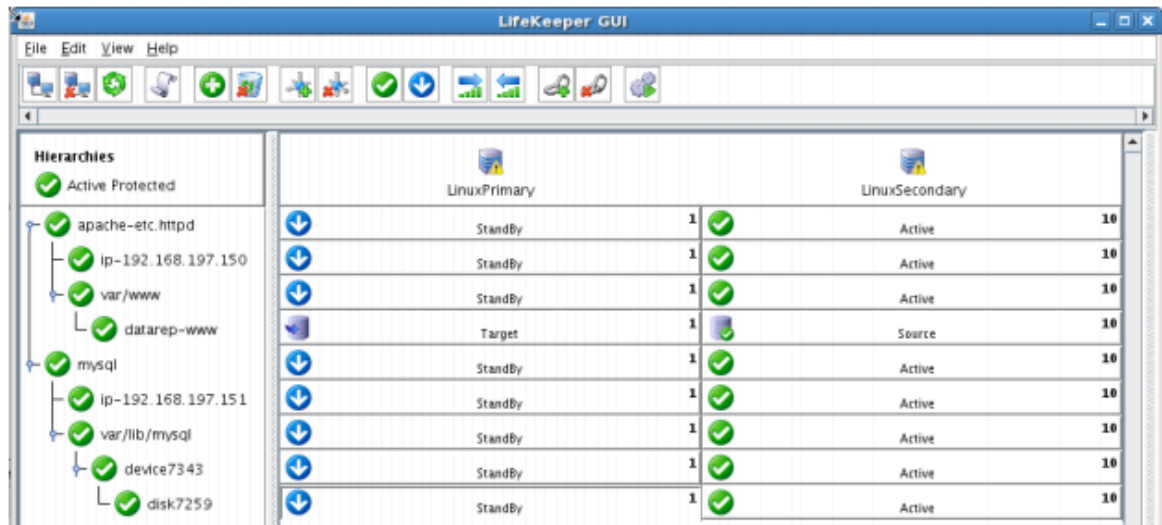 LifeKeeper GUI
File Edit View Help
Hierarchies
Active Protected
LinuxPrimary LinuxSecondary
apache-etc.httpd StandBy 1 Active 10
ip-192.168.197.150 StandBy 1 Active 10
var/www StandBy 1 Active 10
datarep-www Target 1 Source 10
mysql StandBy 1 Active 10
ip-192.168.197.151 StandBy 1 Active 10
var/lib/mysql StandBy 1 Active 10
device7343 StandBy 1 Active 10
disk7259 StandBy 1 Active 10